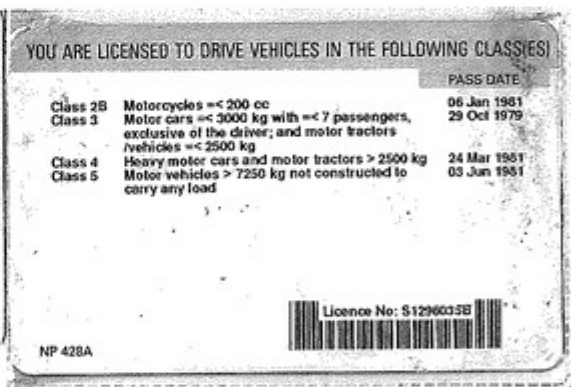 YOU ARE LICENSED TO DRIVE VEHICLES IN THE FOLLOWING CLASS(ES)
PASS DATE
Class 2B Motorcycles =< 200 cc 06 Jan 1981
Class 3 Motor cars =< 3000 kg with =< 7 passengers, 29 Oct 1979
exclusive of the driver; and motor tractors
/vehicles =< 2500 kg
Class 4 Heavy motor cars and motor tractors > 2500 kg 24 Mar 1981
Class 5 Motor vehicles > 7250 kg not constructed to 03 Jun 1981
carry any load
Licence No: S1296035B
NP 428A